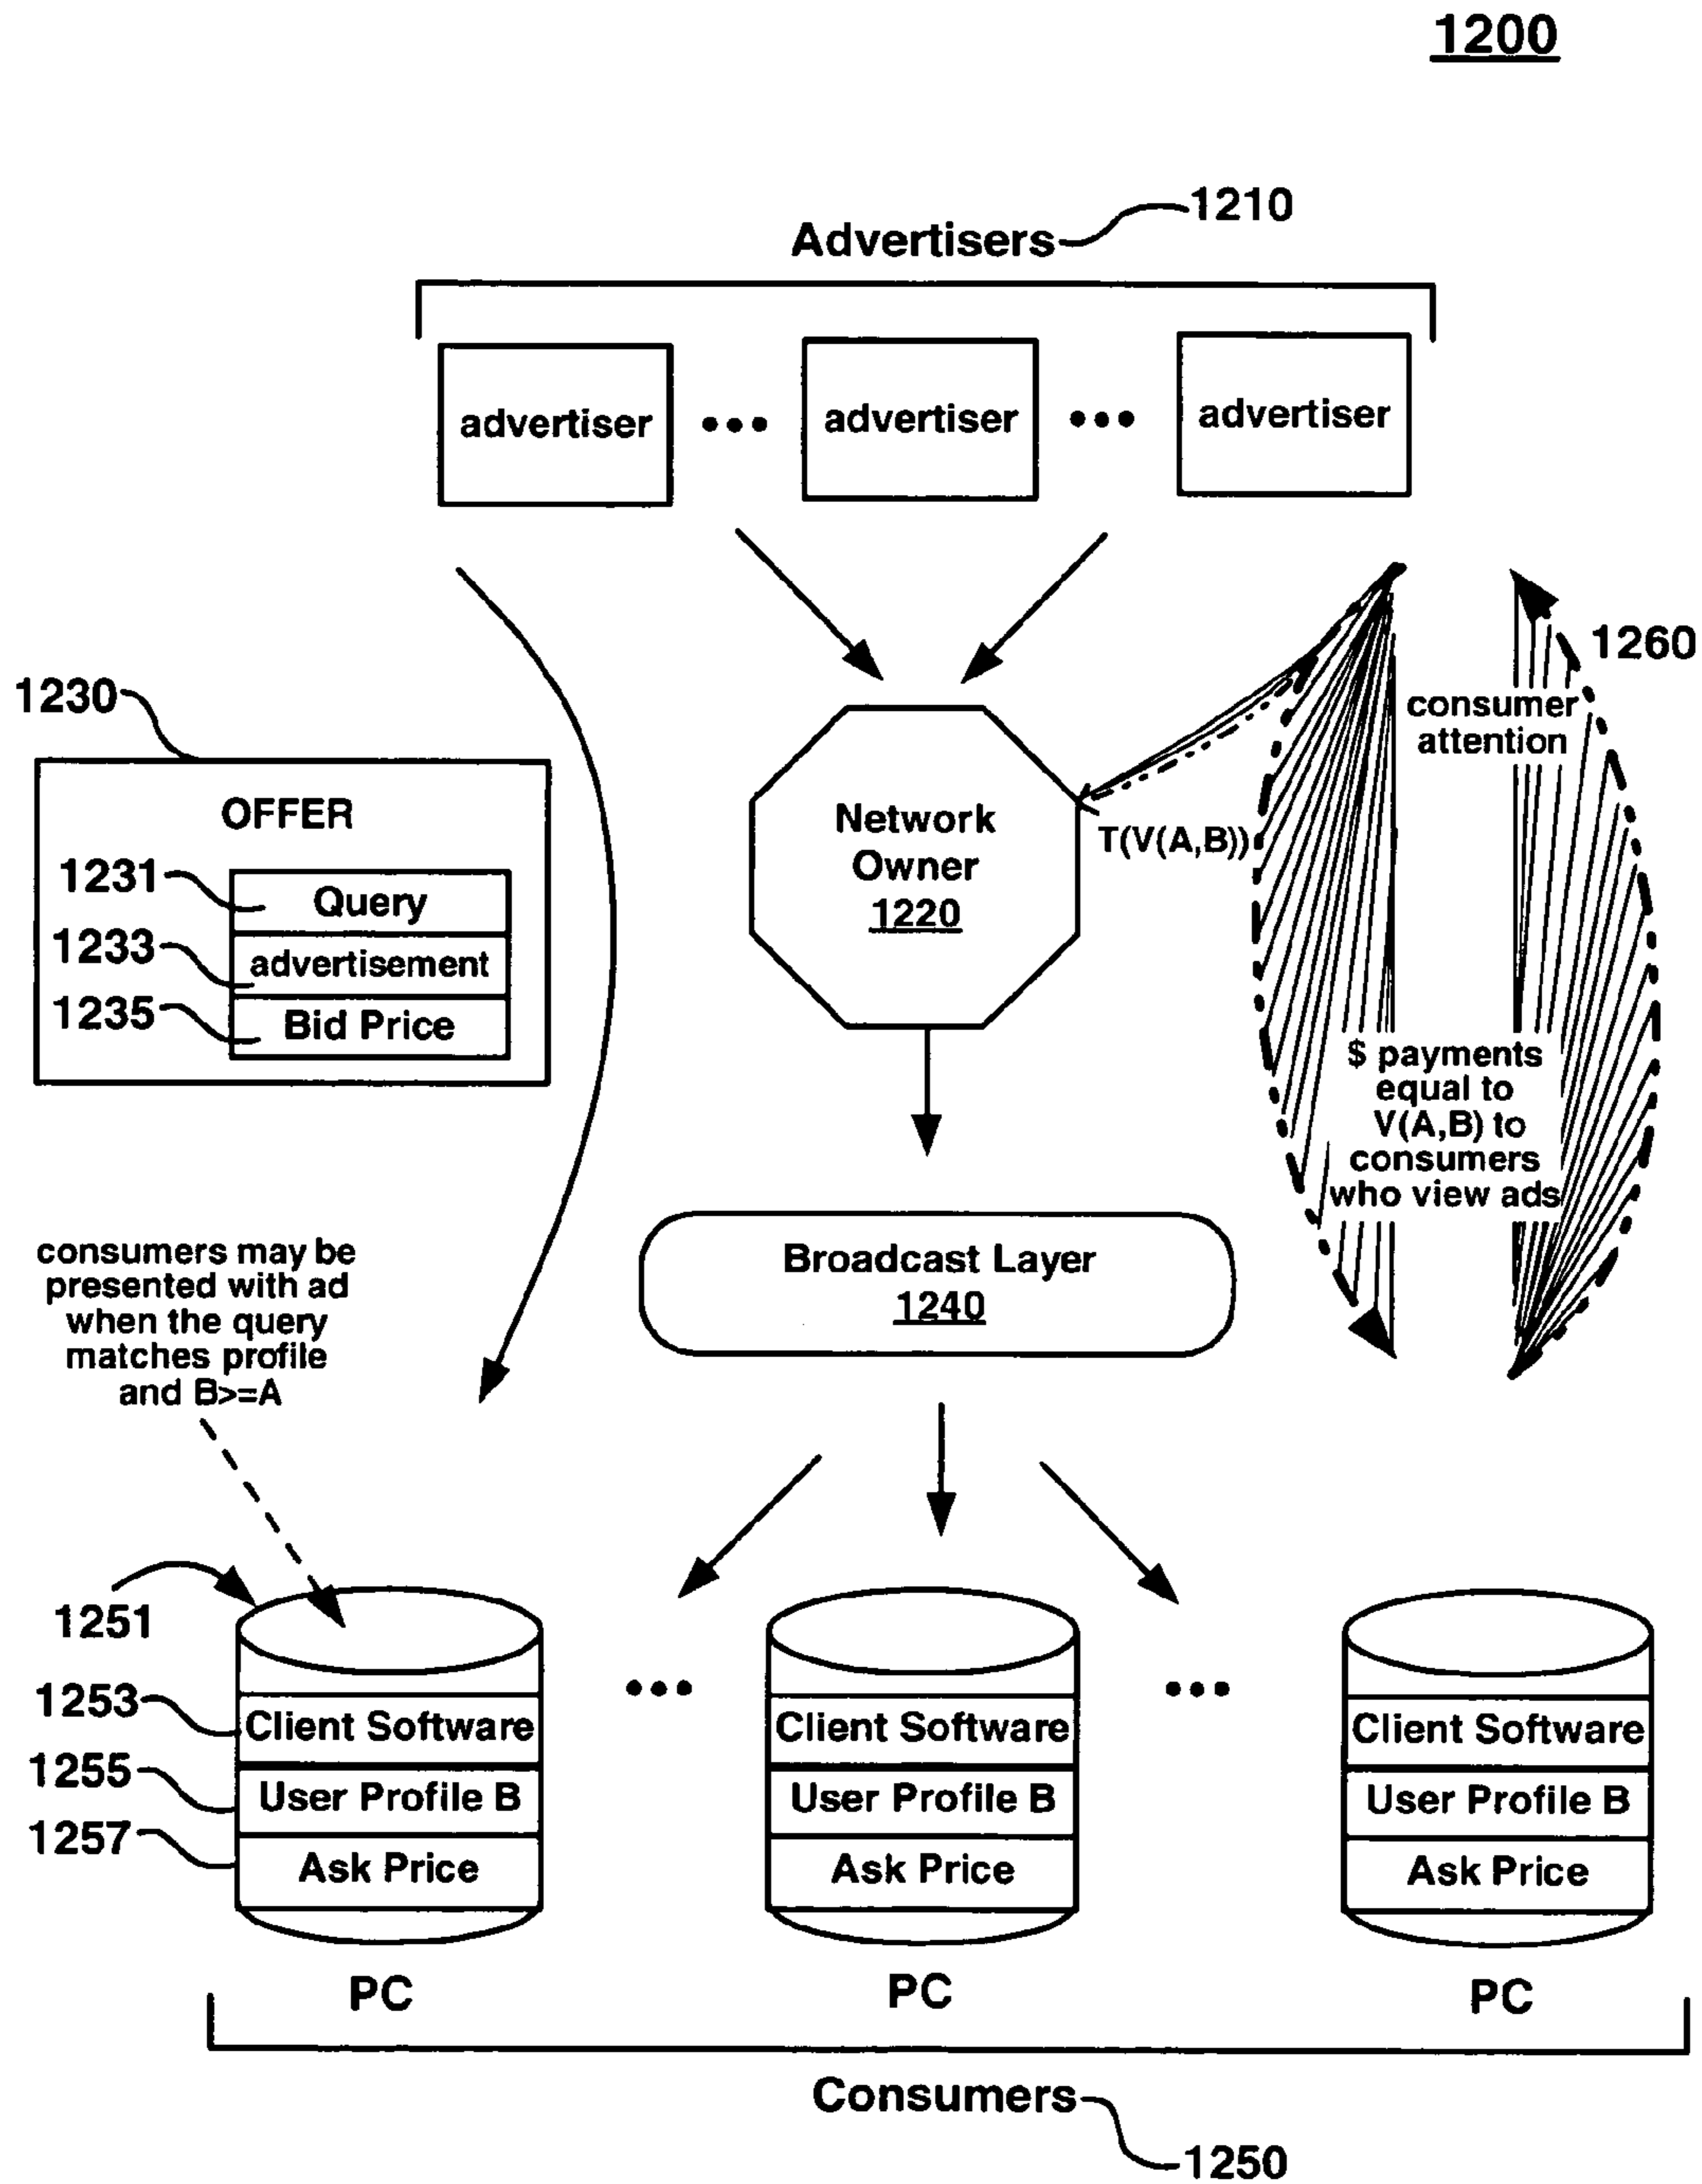 1200
1210
Advertisers
advertiser
advertiser
advertiser
1260
consumer
attention
1230
OFFER
1231
Query
1233
advertisement
1235
Bid Price
Network
Owner
1220
T(V(A,B))
$ payments
equal to
V(A,B) to
consumers
who view ads
Broadcast Layer
1240
consumers may be
presented with ad
when the query
matches profile
and B>=A
1251
1253
Client Software
1255
User Profile B
1257
Ask Price
PC
Client Software
User Profile B
Ask Price
PC
Client Software
User Profile B
Ask Price
PC
Consumers
1250